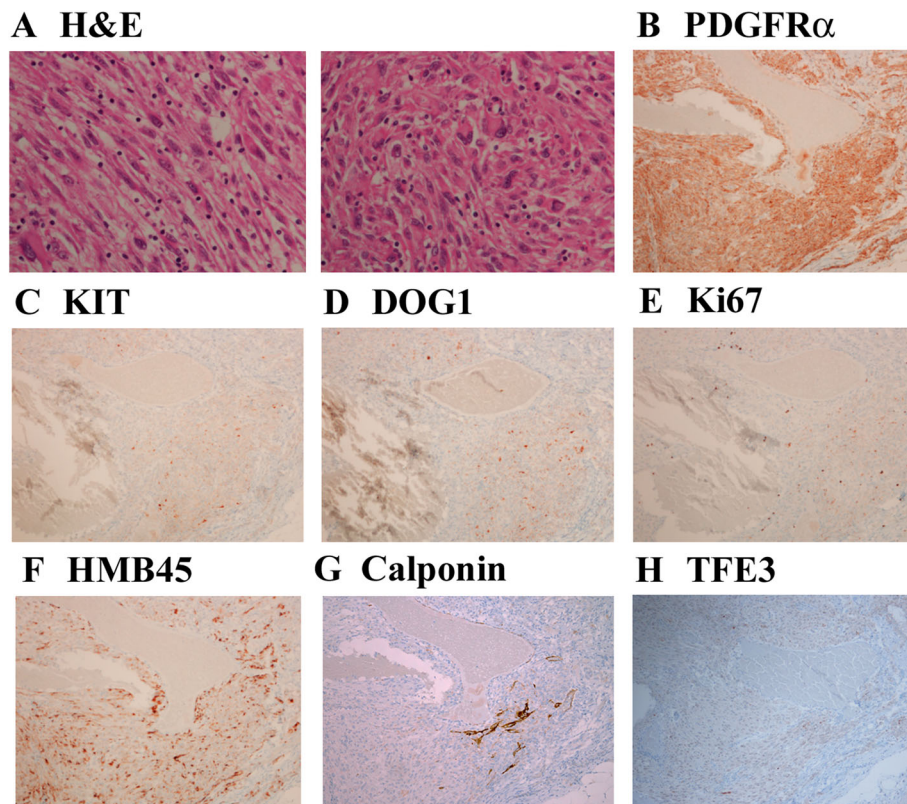 A H&E
B PDGFRα
C KIT
D DOG1
E Ki67
F HMB45
G Calponin
H TFE3